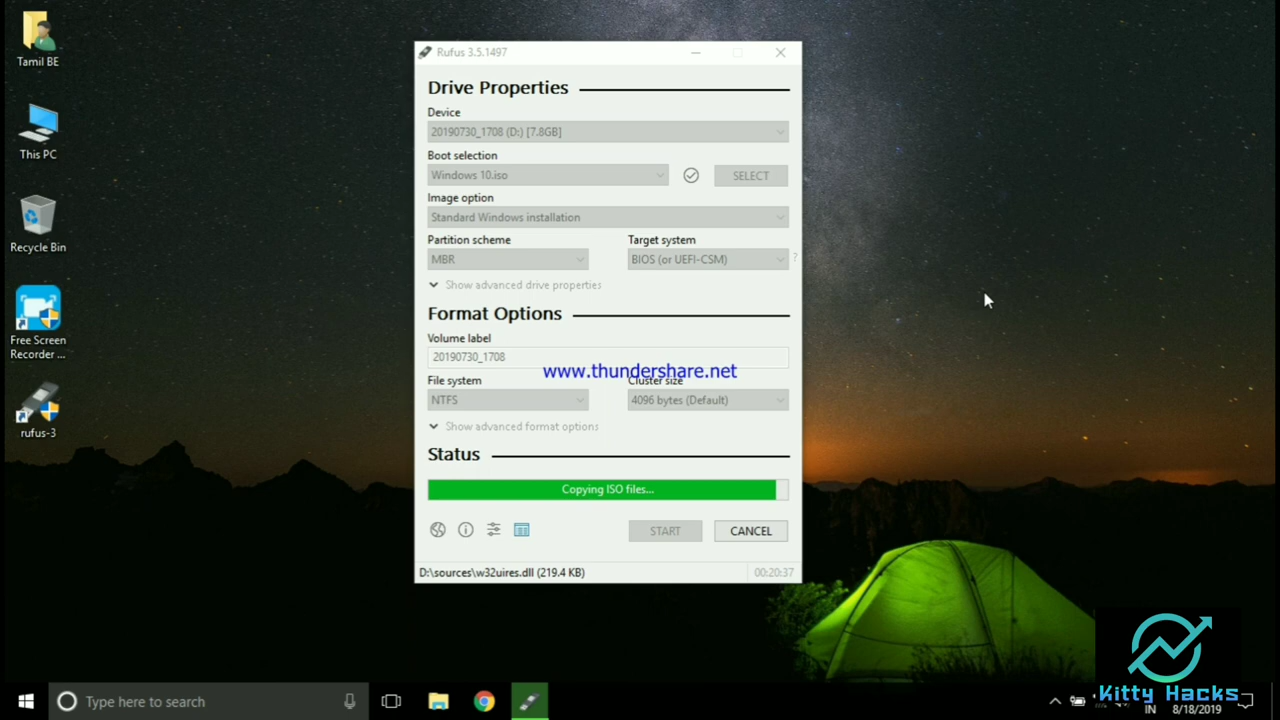 Tamil BE
This PC
Recycle Bin
Free Screen
Recorder ...
rufus-3
Rufus 3.5.1497
Drive Properties
Device
20190730_1708 (D:) [7.8GB]
Boot selection
Windows 10.iso
SELECT
Image option
Standard Windows installation
Partition scheme
Target system
MBR
BIOS (or UEFI-CSM)
?
Show advanced drive properties
Format Options
Volume label
20190730_1708
www.thundershare.net
File system
Cluster size
NTFS
4096 bytes (Default)
Show advanced format options
Status
Copying ISO files...
START
CANCEL
D:\sources\w32uires.dll (219.4 KB)
00:20:37
Kitty Hacks
Type here to search
IN
8/18/2019